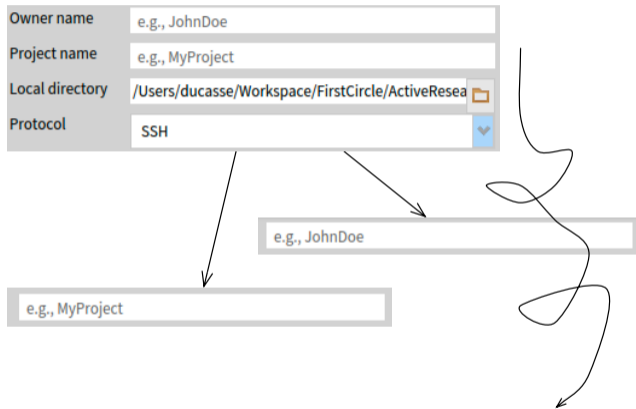 Owner name e.g., JohnDoe
Project name e.g., MyProject
Local directory /Users/ducasse/Workspace/FirstCircle/ActiveResea
Protocol SSH
e.g., JohnDoe
e.g., MyProject